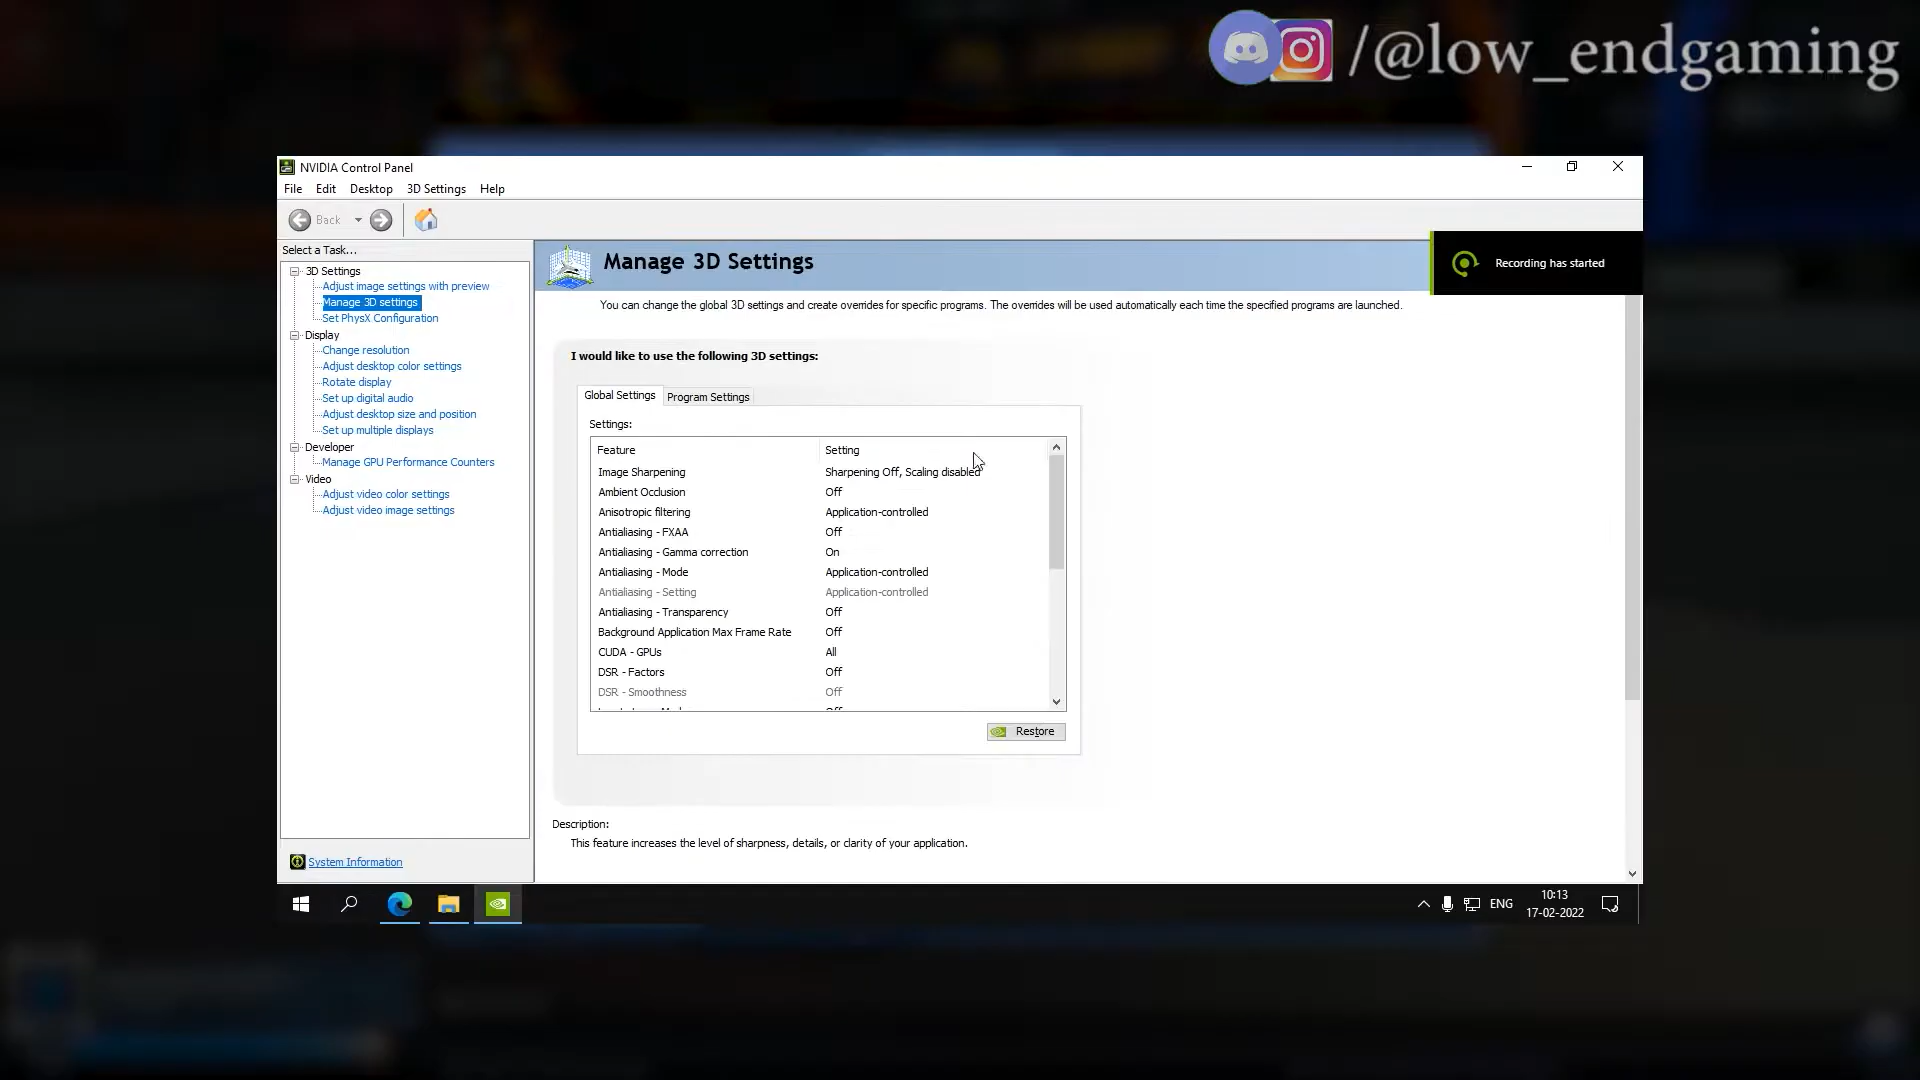 /@low_endgaming
NVIDIA Control Panel
File Edit Desktop 3D Settings Help
Back
Select a Task...
3D Settings
Adjust image settings with preview
Manage 3D settings
Set PhysX Configuration
Display
Change resolution
Adjust desktop color settings
Rotate display
Set up digital audio
Adjust desktop size and position
Set up multiple displays
Developer
Manage GPU Performance Counters
Video
Adjust video color settings
Adjust video image settings
System Information
Manage 3D Settings
Recording has started
You can change the global 3D settings and create overrides for specific programs. The overrides will be used automatically each time the specified programs are launched.
I would like to use the following 3D settings:
Global Settings Program Settings
Settings:
Feature Setting
Image Sharpening Sharpening Off, Scaling disabled
Ambient Occlusion Off
Anisotropic filtering Application-controlled
Antialiasing - FXAA Off
Antialiasing - Gamma correction On
Antialiasing - Mode Application-controlled
Antialiasing - Setting Application-controlled
Antialiasing - Transparency Off
Background Application Max Frame Rate Off
CUDA - GPUs All
DSR - Factors Off
DSR - Smoothness Off
Restore
Description:
This feature increases the level of sharpness, details, or clarity of your application.
ENG
10:13
17-02-2022